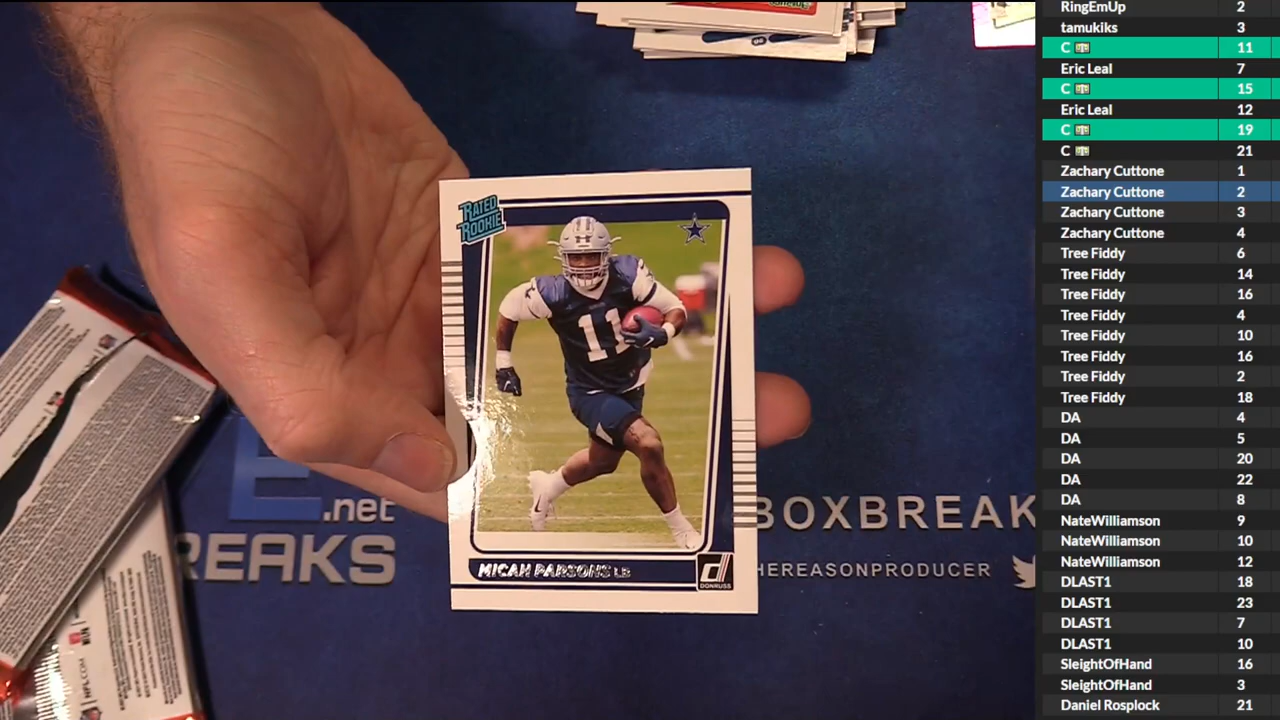 RATED
ROOKIE
11
MICAH PARSONS LB
DONRUSS
E.net
REAKS
BOXBREAK
HEREASONPRODUCER
RingEmUp 2
tamukiks 3
C 11
Eric Leal 7
C 15
Eric Leal 12
C 19
C 21
Zachary Cuttone 1
Zachary Cuttone 2
Zachary Cuttone 3
Zachary Cuttone 4
Tree Fiddy 6
Tree Fiddy 14
Tree Fiddy 16
Tree Fiddy 4
Tree Fiddy 10
Tree Fiddy 16
Tree Fiddy 2
Tree Fiddy 18
DA 4
DA 5
DA 20
DA 22
DA 8
NateWilliamson 9
NateWilliamson 10
NateWilliamson 12
DLAST1 18
DLAST1 23
DLAST1 7
DLAST1 10
SleightOfHand 16
SleightOfHand 3
Daniel Rosplock 21